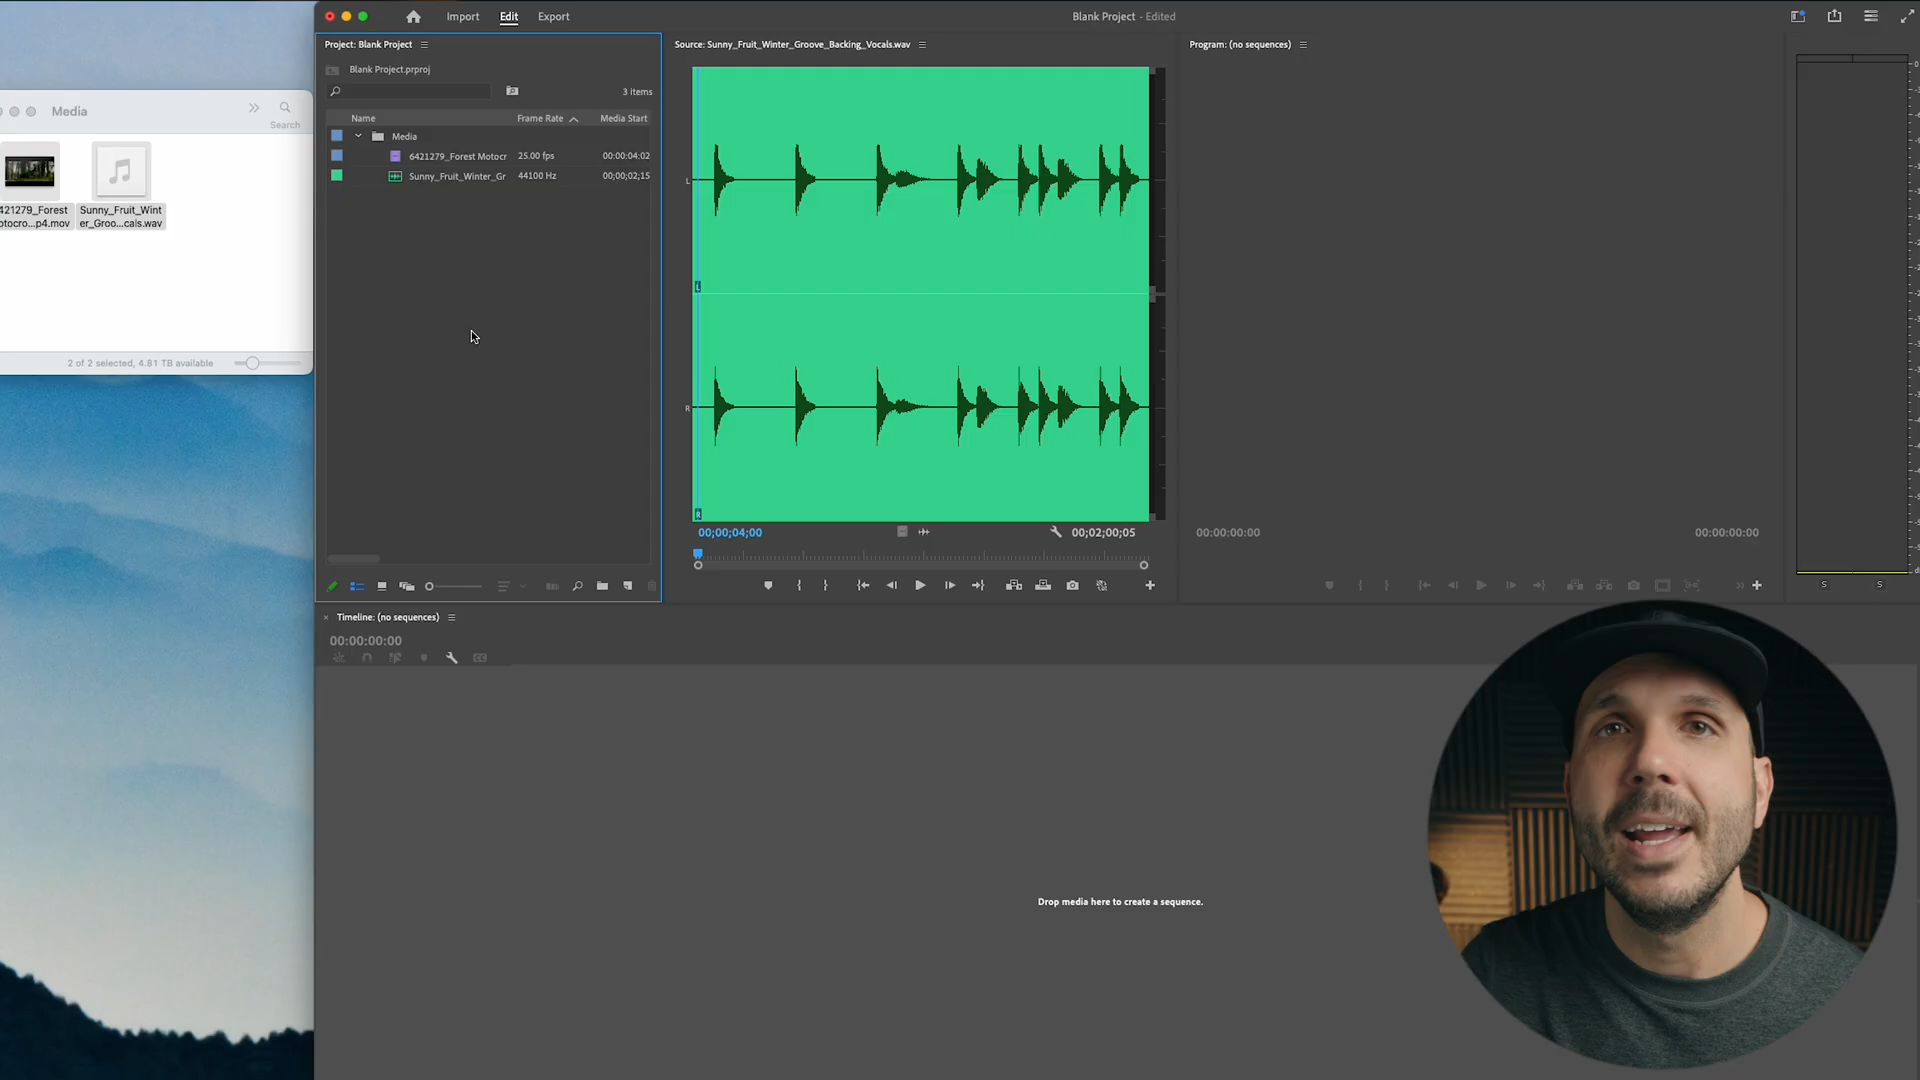 Import Edit Export
Blank Project - Edited
Media
Search
421279_Forest
otocro...p4.mov
Sunny_Fruit_Wint
er_Groo...cals.wav
2 of 2 selected, 4.81 TB available
Project: Blank Project
Blank Project.prproj
3 items
Name Frame Rate Media Start
Media
6421279_Forest Motocr 25.00 fps 00:00:04:02
Sunny_Fruit_Winter_Gr 44100 Hz 00;00;02;15
Source: Sunny_Fruit_Winter_Groove_Backing_Vocals.wav
L
L
R
R
00;00;04;00
00;02;00;05
Program: (no sequences)
00:00:00:00
00:00:00:00
S S
Timeline: (no sequences)
00:00:00:00
CC
Drop media here to create a sequence.